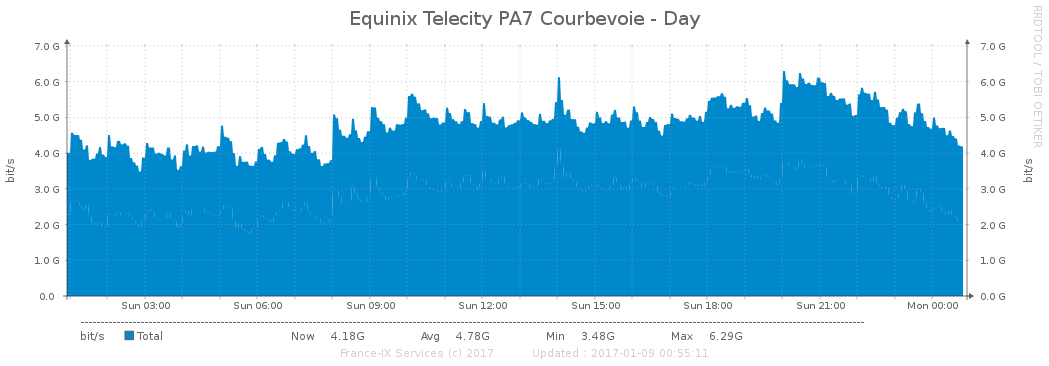 Equinix Telecity PA7 Courbevoie - Day
RRDTOOL / TOBI OETIKER
7.0 G 7.0 G
6.0 G 6.0 G
5.0 G 5.0 G
4.0 G 4.0 G
3.0 G 3.0 G
2.0 G 2.0 G
1.0 G 1.0 G
0.0 0.0 G
bit/s bit/s
Sun 03:00 Sun 06:00 Sun 09:00 Sun 12:00 Sun 15:00 Sun 18:00 Sun 21:00 Mon 00:00
bit/s Total Now 4.18G Avg 4.78G Min 3.48G Max 6.29G
France-IX Services (c) 2017 Updated : 2017-01-09 00:55:11